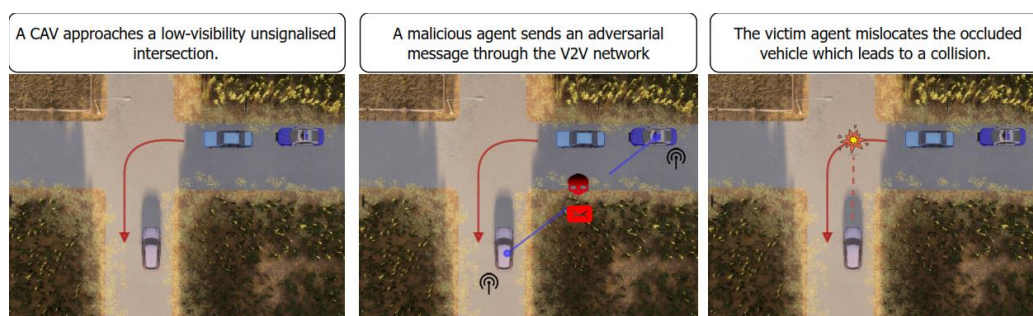 A CAV approaches a low-visibility unsignalised
intersection.
A malicious agent sends an adversarial
message through the V2V network
The victim agent mislocates the occluded
vehicle which leads to a collision.